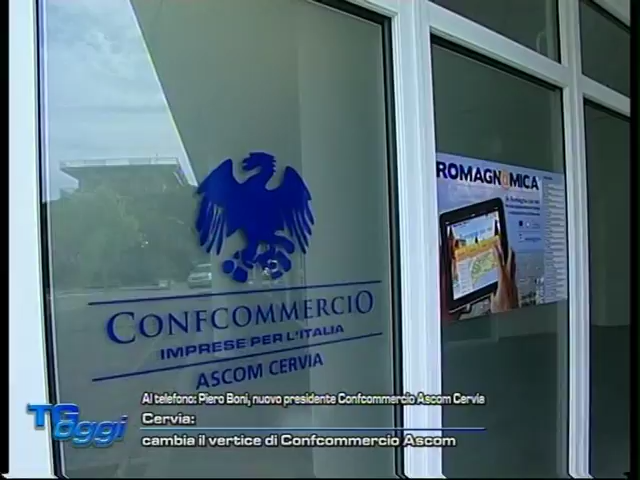 CONFCOMMERCIO
IMPRESE PER L'ITALIA
ASCOM CERVIA
ROMAGNOMICA
Al telefono: Piero Boni, nuovo presidente Confcommercio Ascom Cervia
Cervia:
cambia il vertice di Confcommercio Ascom
TG Oggi